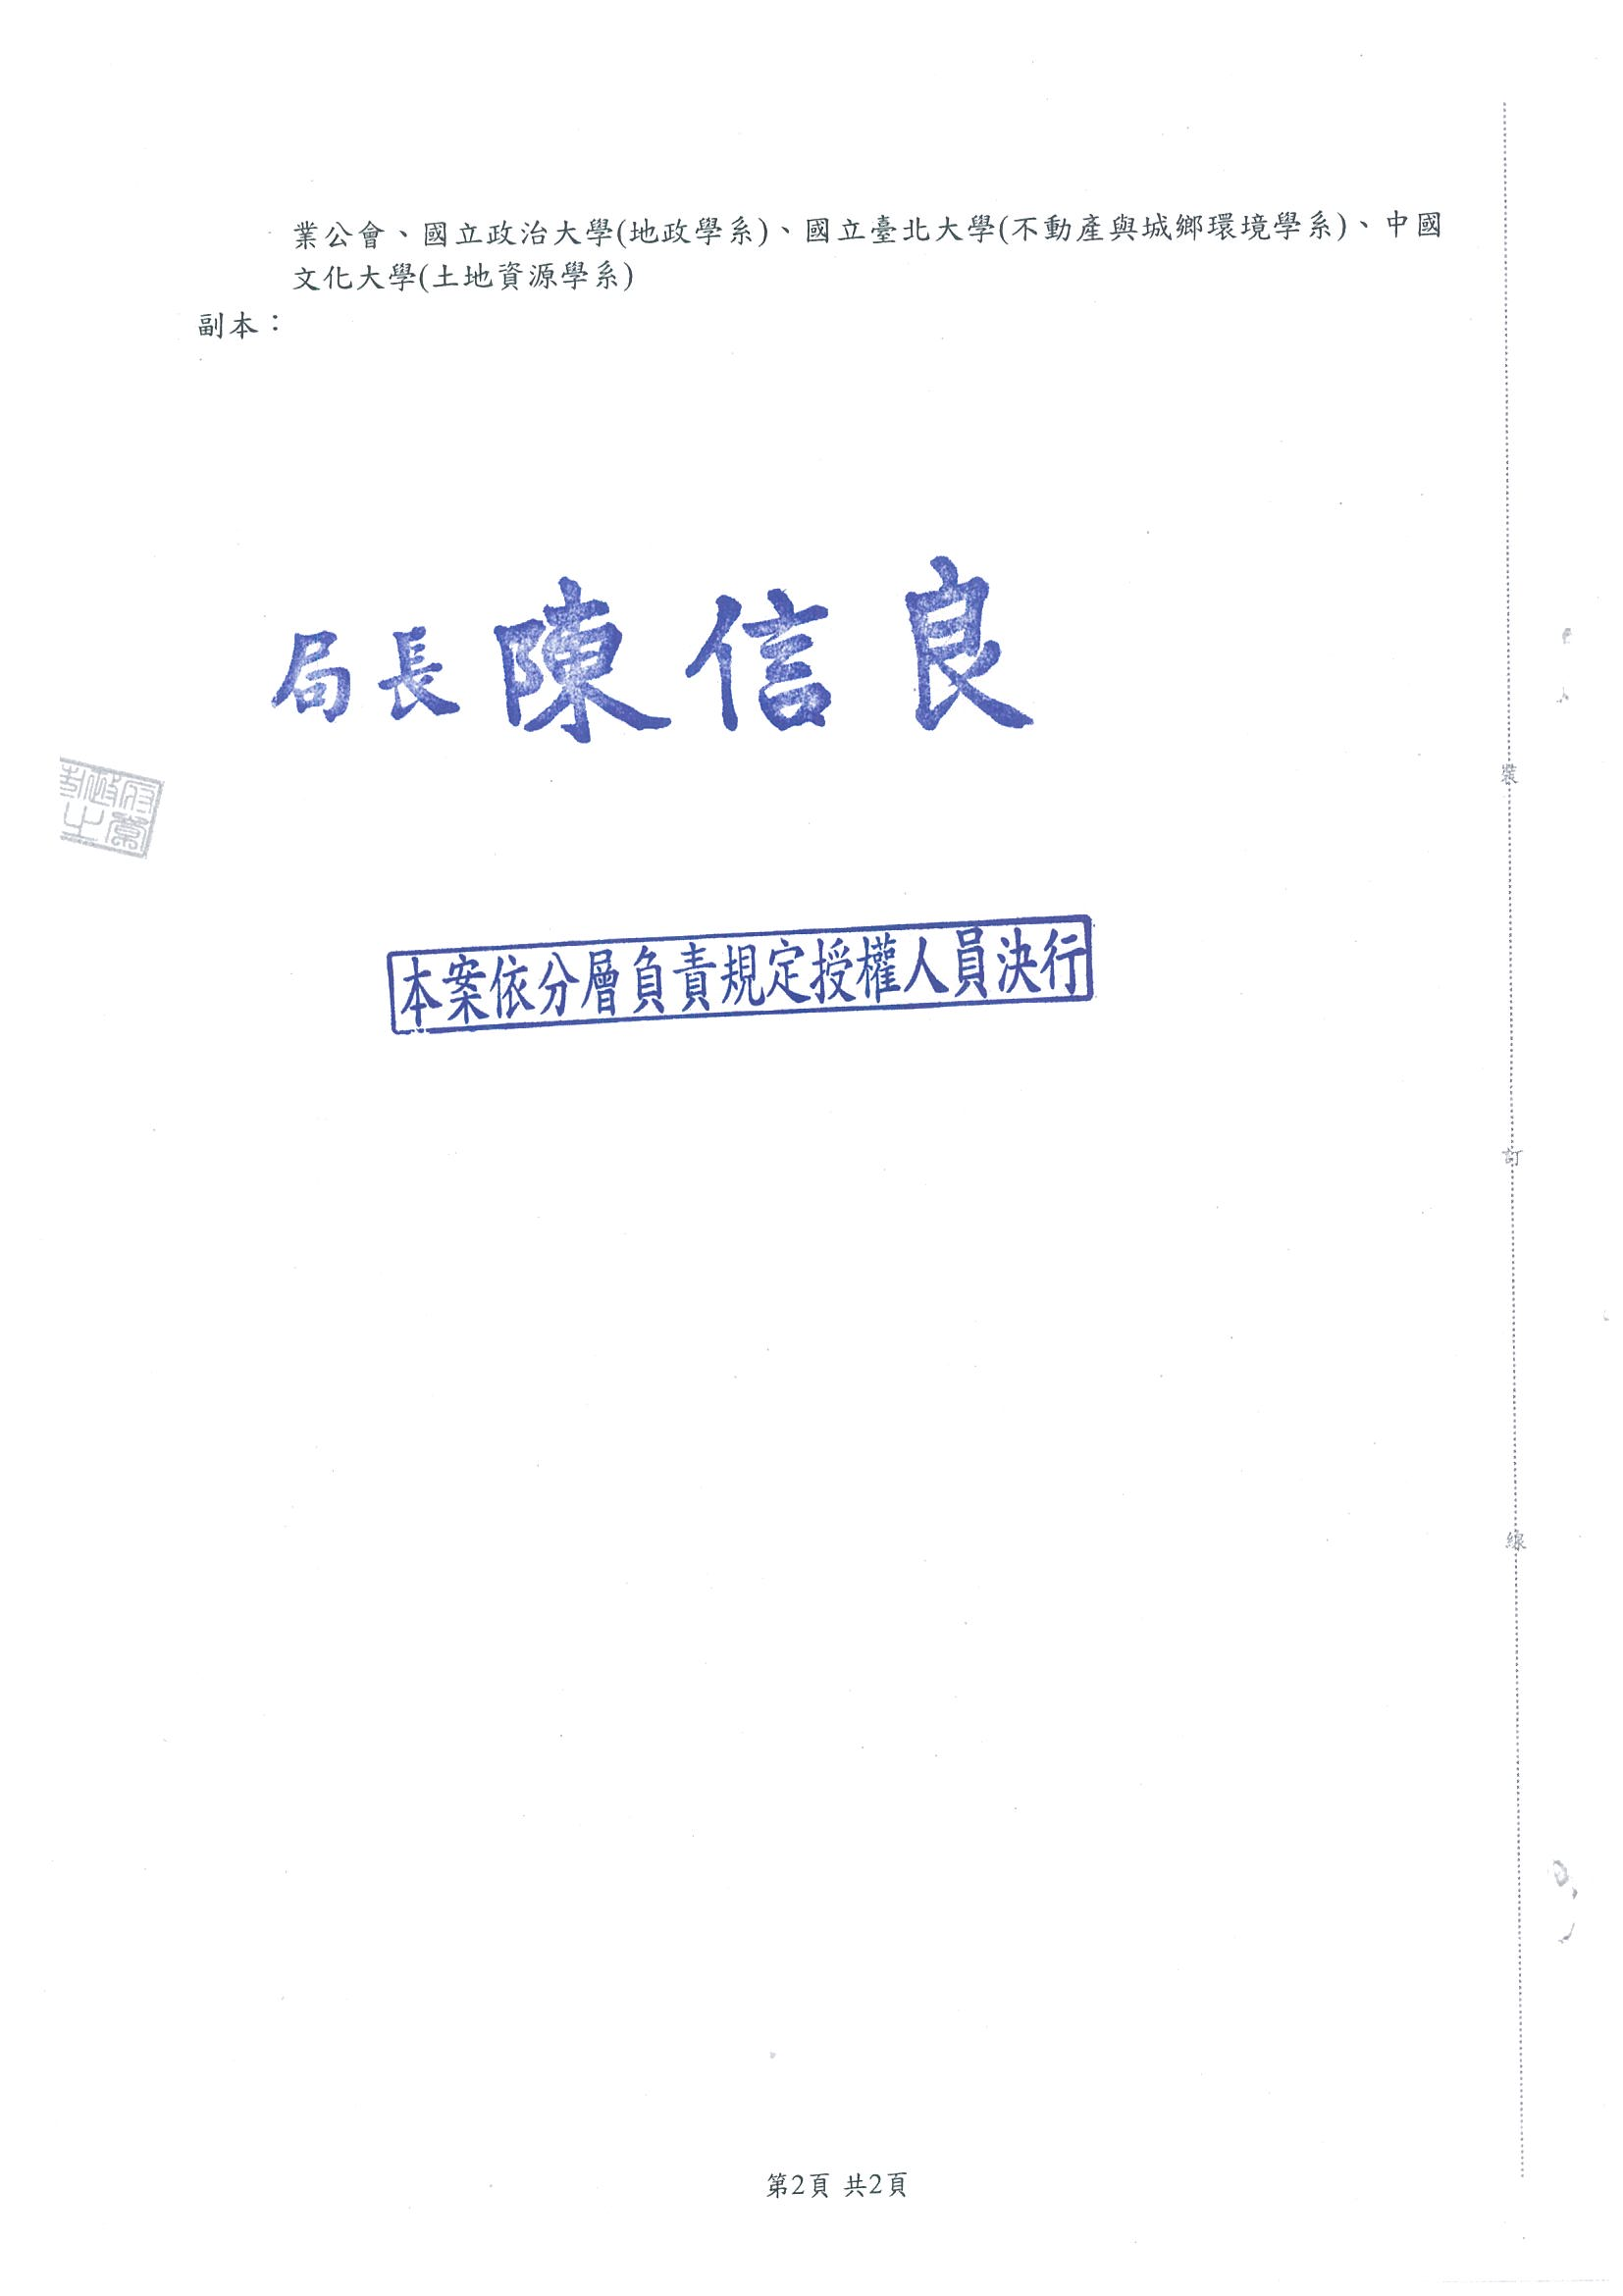 業公會、國立政治大學(地政學系)、國立臺北大學(不動產與城鄉環境學系)、中國
文化大學(土地資源學系)
副本：
局長 陳信良
本案依分層負責規定授權人員決行
裝
訂
線
第2頁 共2頁